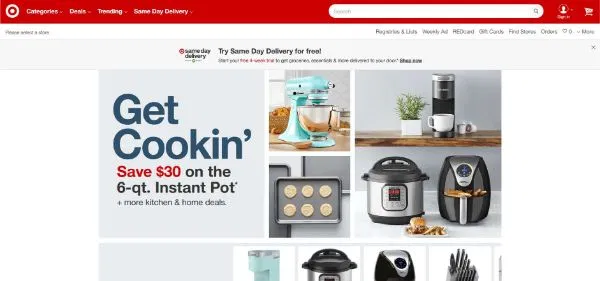 Categories Deals Trending Same Day Delivery
Search
Sign in
Please select a store
Registries & Lists Weekly Ad REDcard Gift Cards Find Stores Orders 0 More
same day
delivery
Try Same Day Delivery for free!
Start your free 4-week trial to get groceries, essentials & more delivered to your door.* Shop now
Get
Cookin'
Save $30 on the
6-qt. Instant Pot*
+ more kitchen & home deals.